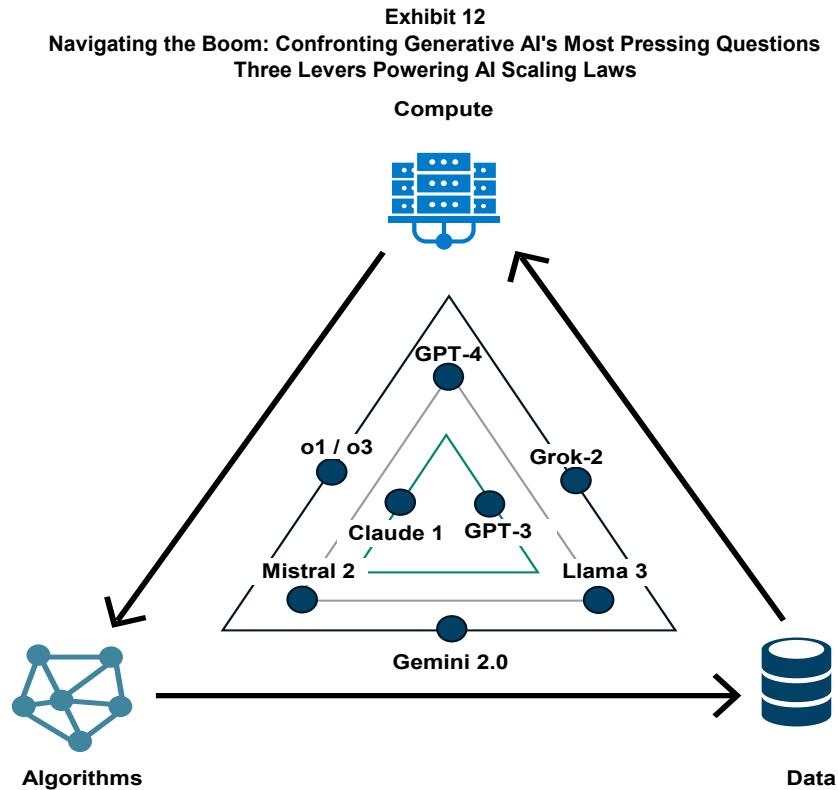 Exhibit 12
Navigating the Boom: Confronting Generative AI's Most Pressing Questions
Three Levers Powering AI Scaling Laws
Compute
GPT-4
o1 / o3
Grok-2
Claude 1
GPT-3
Mistral 2
Llama 3
Gemini 2.0
Algorithms
Data